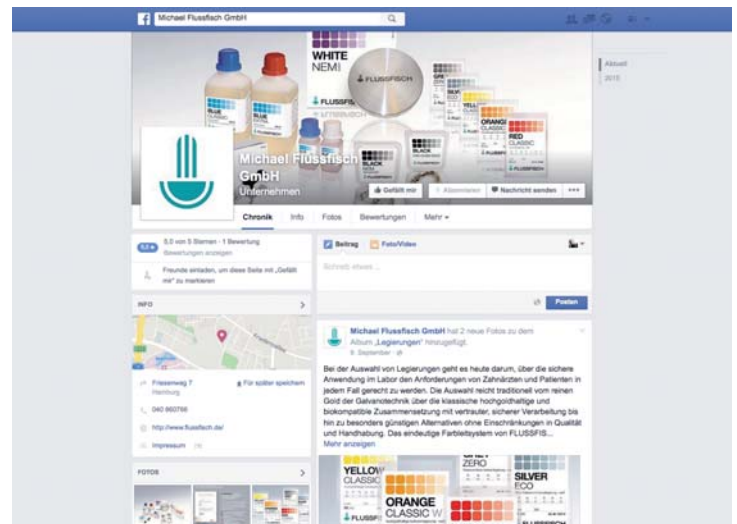 Michael Flussfisch GmbH
Aktuell
2015
WHITE
NEM
FLUSSFISCH
BLUE
CLASSIC
BLUE
ORANGE
CLASSIC
RED
CLASSIC
BLACK
BLACK
FLUSSFISCH
Michael Flussfisch
GmbH
Unternehmen
Gefällt mir
Abonnieren
Nachricht senden
Chronik Info Fotos Bewertungen Mehr
5,0 von 5 Sternen · 1 Bewertung
Bewertungen anzeigen
Freunde einladen, um diese Seite mit „Gefällt
mir“ zu markieren
INFO
Friesenweg 7
Hamburg
Für später speichern
040 860766
http://www.flussfisch.de/
Impressum
FOTOS
Beitrag Foto/Video
Schreib etwas ...
Posten
Michael Flussfisch GmbH hat 2 neue Fotos zu dem
Album „Legierungen“ hinzugefügt.
9. September
Bei der Auswahl von Legierungen geht es heute darum, über die sichere
Anwendung im Labor den Anforderungen von Zahnärzten und Patienten in
jedem Fall gerecht zu werden. Die Auswahl reicht traditionell vom reinen
Gold der Galvanotechnik über die klassische hochgoldhaltige und
biokompatible Zusammensetzung mit vertrauter, sicherer Verarbeitung bis
hin zu besonders günstigen Alternativen ohne Einschränkungen in Qualität
und Handhabung. Das eindeutige Farbleitsystem von FLUSSFIS...
Mehr anzeigen
YELLOW
CLASSIC
ORANGE
CLASSIC W
GREY
ZERO
SILVER
ECO